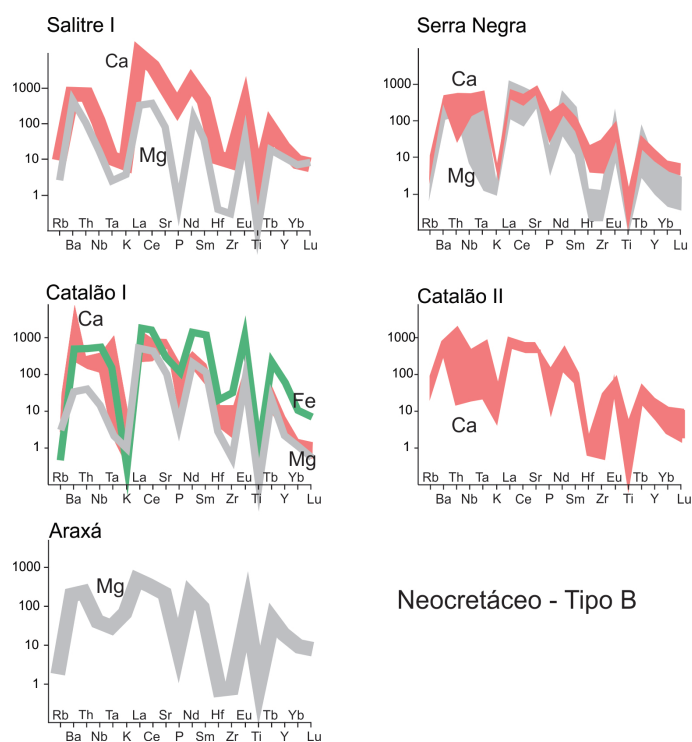 Salitre I
Ca
Mg
1000
100
10
1
Rb Th Ta La Sr Nd Hf Eu Tb Yb
Ba Nb K Ce P Sm Zr Ti Y Lu
Serra Negra
Ca
Mg
1000
100
10
1
Rb Th Ta La Sr Nd Hf Eu Tb Yb
Ba Nb K Ce P Sm Zr Ti Y Lu
Catalão I
Ca
Fe
Mg
1000
100
10
1
Rb Th Ta La Sr Nd Hf Eu Tb Yb
Ba Nb K Ce P Sm Zr Ti Y Lu
Catalão II
Ca
1000
100
10
1
Rb Th Ta La Sr Nd Hf Eu Tb Yb
Ba Nb K Ce P Sm Zr Ti Y Lu
Araxá
Mg
1000
100
10
1
Rb Th Ta La Sr Nd Hf Eu Tb Yb
Ba Nb K Ce P Sm Zr Ti Y Lu
Neocretáceo - Tipo B